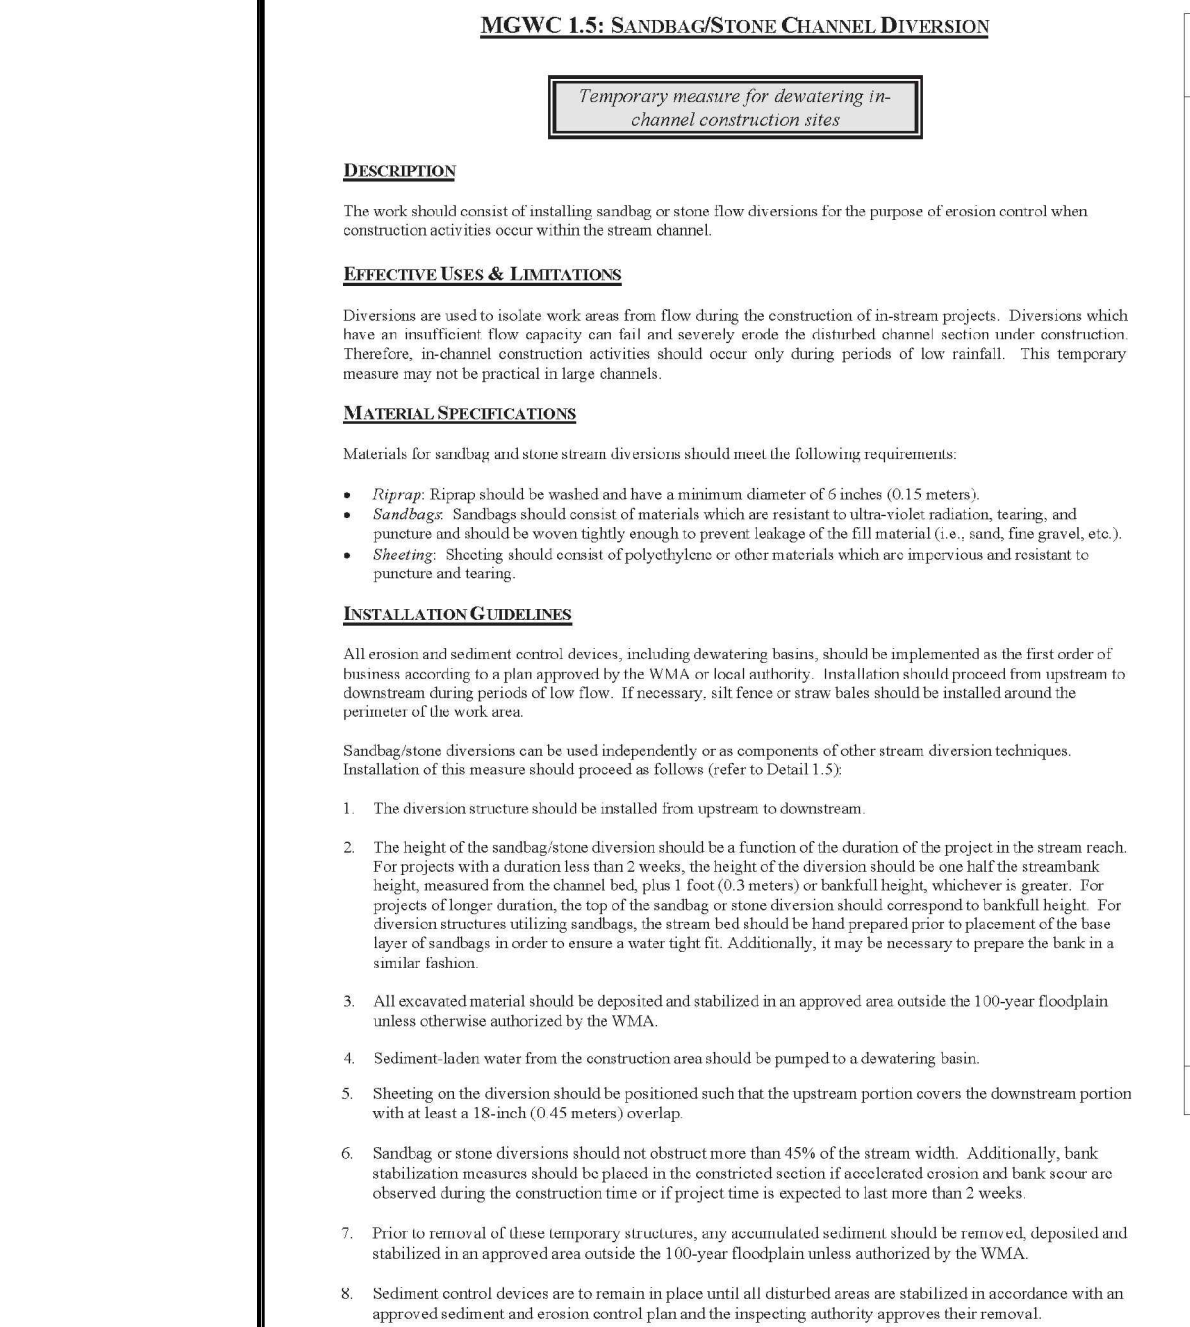 MGWC 1.5: SANDBAG/STONE CHANNEL DIVERSION
Temporary measure for dewatering in-
channel construction sites
DESCRIPTION
The work should consist of installing sandbag or stone flow diversions for the purpose of erosion control when
construction activities occur within the stream channel.
EFFECTIVE USES & LIMITATIONS
Diversions are used to isolate work areas from flow during the construction of in-stream projects. Diversions which
have an insufficient flow capacity can fail and severely erode the disturbed channel section under construction.
Therefore, in-channel construction activities should occur only during periods of low rainfall. This temporary
measure may not be practical in large channels.
MATERIAL SPECIFICATIONS
Materials for sandbag and stone stream diversions should meet the following requirements:
• Riprap: Riprap should be washed and have a minimum diameter of 6 inches (0.15 meters).
• Sandbags: Sandbags should consist of materials which are resistant to ultra-violet radiation, tearing, and
puncture and should be woven tightly enough to prevent leakage of the fill material (i.e., sand, fine gravel, etc.).
• Sheeting: Sheeting should consist of polyethylene or other materials which are impervious and resistant to
puncture and tearing.
INSTALLATION GUIDELINES
All erosion and sediment control devices, including dewatering basins, should be implemented as the first order of
business according to a plan approved by the WMA or local authority. Installation should proceed from upstream to
downstream during periods of low flow. If necessary, silt fence or straw bales should be installed around the
perimeter of the work area.
Sandbag/stone diversions can be used independently or as components of other stream diversion techniques.
Installation of this measure should proceed as follows (refer to Detail 1.5):
1. The diversion structure should be installed from upstream to downstream.
2. The height of the sandbag/stone diversion should be a function of the duration of the project in the stream reach.
For projects with a duration less than 2 weeks, the height of the diversion should be one half the streambank
height, measured from the channel bed, plus 1 foot (0.3 meters) or bankfull height, whichever is greater. For
projects of longer duration, the top of the sandbag or stone diversion should correspond to bankfull height. For
diversion structures utilizing sandbags, the stream bed should be hand prepared prior to placement of the base
layer of sandbags in order to ensure a water tight fit. Additionally, it may be necessary to prepare the bank in a
similar fashion.
3. All excavated material should be deposited and stabilized in an approved area outside the 100-year floodplain
unless otherwise authorized by the WMA.
4. Sediment-laden water from the construction area should be pumped to a dewatering basin.
5. Sheeting on the diversion should be positioned such that the upstream portion covers the downstream portion
with at least a 18-inch (0.45 meters) overlap.
6. Sandbag or stone diversions should not obstruct more than 45% of the stream width. Additionally, bank
stabilization measures should be placed in the constricted section if accelerated erosion and bank scour are
observed during the construction time or if project time is expected to last more than 2 weeks.
7. Prior to removal of these temporary structures, any accumulated sediment should be removed, deposited and
stabilized in an approved area outside the 100-year floodplain unless authorized by the WMA.
8. Sediment control devices are to remain in place until all disturbed areas are stabilized in accordance with an
approved sediment and erosion control plan and the inspecting authority approves their removal.